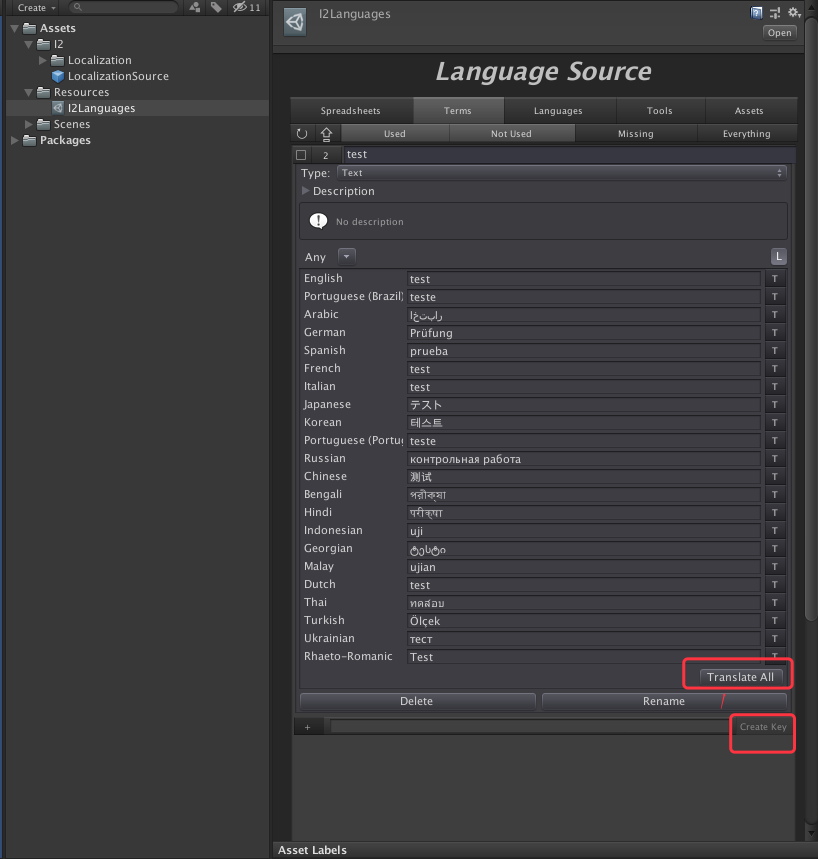 Create
11
Assets
I2
Localization
LocalizationSource
Resources
I2Languages
Scenes
Packages
I2Languages
Open
Language Source
Spreadsheets Terms Languages Tools Assets
Used Not Used Missing Everything
2 test
Type: Text
Description
No description
Any L
English test T
Portuguese (Brazil) teste T
Arabic رابتخا T
German Prüfung T
Spanish prueba T
French test T
Italian test T
Japanese テスト T
Korean 테스트 T
Portuguese (Portu teste T
Russian контрольная работа T
Chinese 测试 T
Bengali পরীক্ষা T
Hindi परीक्षा T
Indonesian uji T
Georgian ტესტი T
Malay ujian T
Dutch test T
Thai ทดสอบ T
Turkish Ölçek T
Ukrainian тест T
Rhaeto-Romanic Test T
Translate All
Delete Rename
+ Create Key
Asset Labels